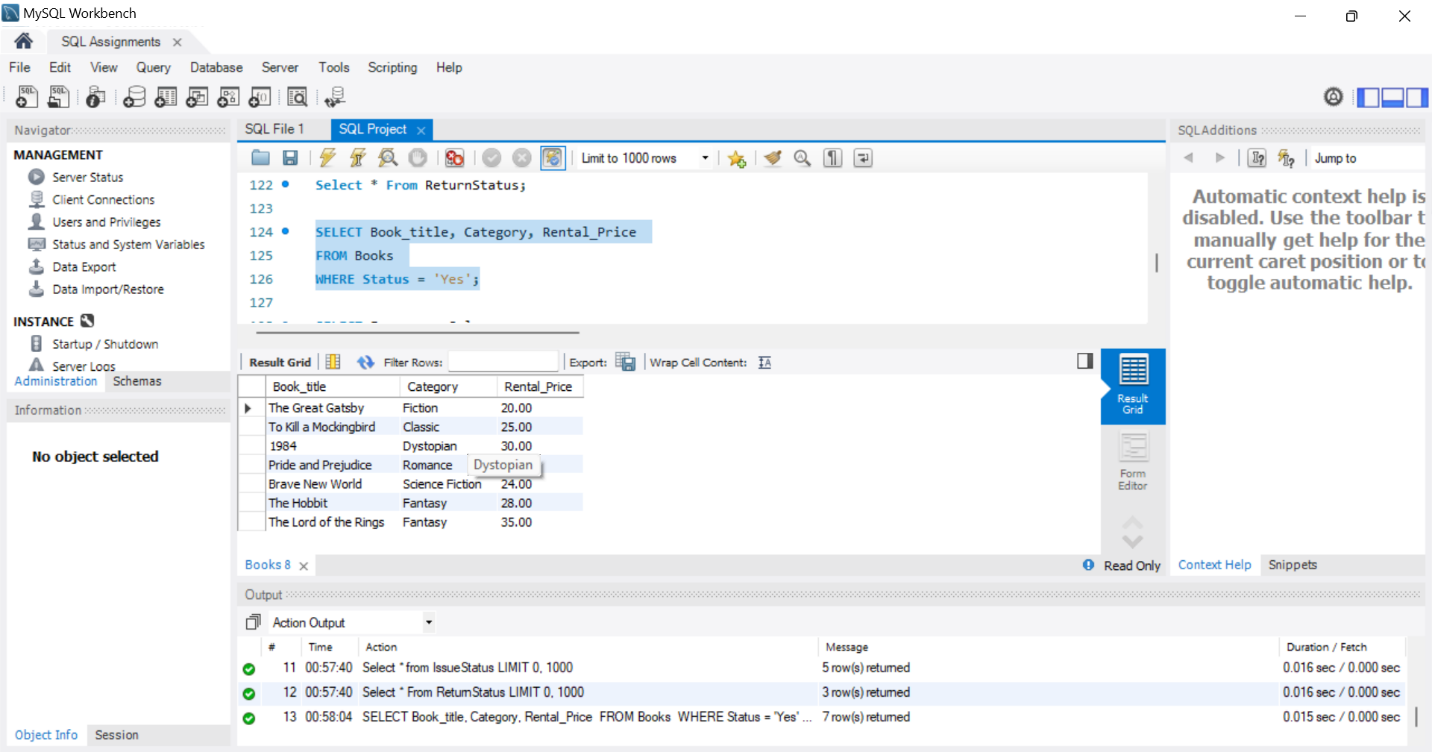 MySQL Workbench
SQL Assignments
File Edit View Query Database Server Tools Scripting Help
Navigator
MANAGEMENT
Server Status
Client Connections
Users and Privileges
Status and System Variables
Data Export
Data Import/Restore
INSTANCE
Startup / Shutdown
Server Logs
Administration Schemas
Information
No object selected
Object Info Session
SQL File 1 SQL Project
Limit to 1000 rows
122 Select * From ReturnStatus;
123
124 SELECT Book_title, Category, Rental_Price
125 FROM Books
126 WHERE Status = 'Yes';
127
Result Grid Filter Rows: Export: Wrap Cell Content:
Book_title Category Rental_Price
The Great Gatsby Fiction 20.00
To Kill a Mockingbird Classic 25.00
1984 Dystopian 30.00
Pride and Prejudice Romance Dystopian
Brave New World Science Fiction 24.00
The Hobbit Fantasy 28.00
The Lord of the Rings Fantasy 35.00
Result
Grid
Form
Editor
Books 8 Read Only
SQLAdditions
Jump to
Automatic context help is
disabled. Use the toolbar t
manually get help for the
current caret position or to
toggle automatic help.
Context Help Snippets
Output
Action Output
# Time Action Message Duration / Fetch
11 00:57:40 Select * from IssueStatus LIMIT 0, 1000 5 row(s) returned 0.016 sec / 0.000 sec
12 00:57:40 Select * From ReturnStatus LIMIT 0, 1000 3 row(s) returned 0.016 sec / 0.000 sec
13 00:58:04 SELECT Book_title, Category, Rental_Price FROM Books WHERE Status = 'Yes' ... 7 row(s) returned 0.015 sec / 0.000 sec